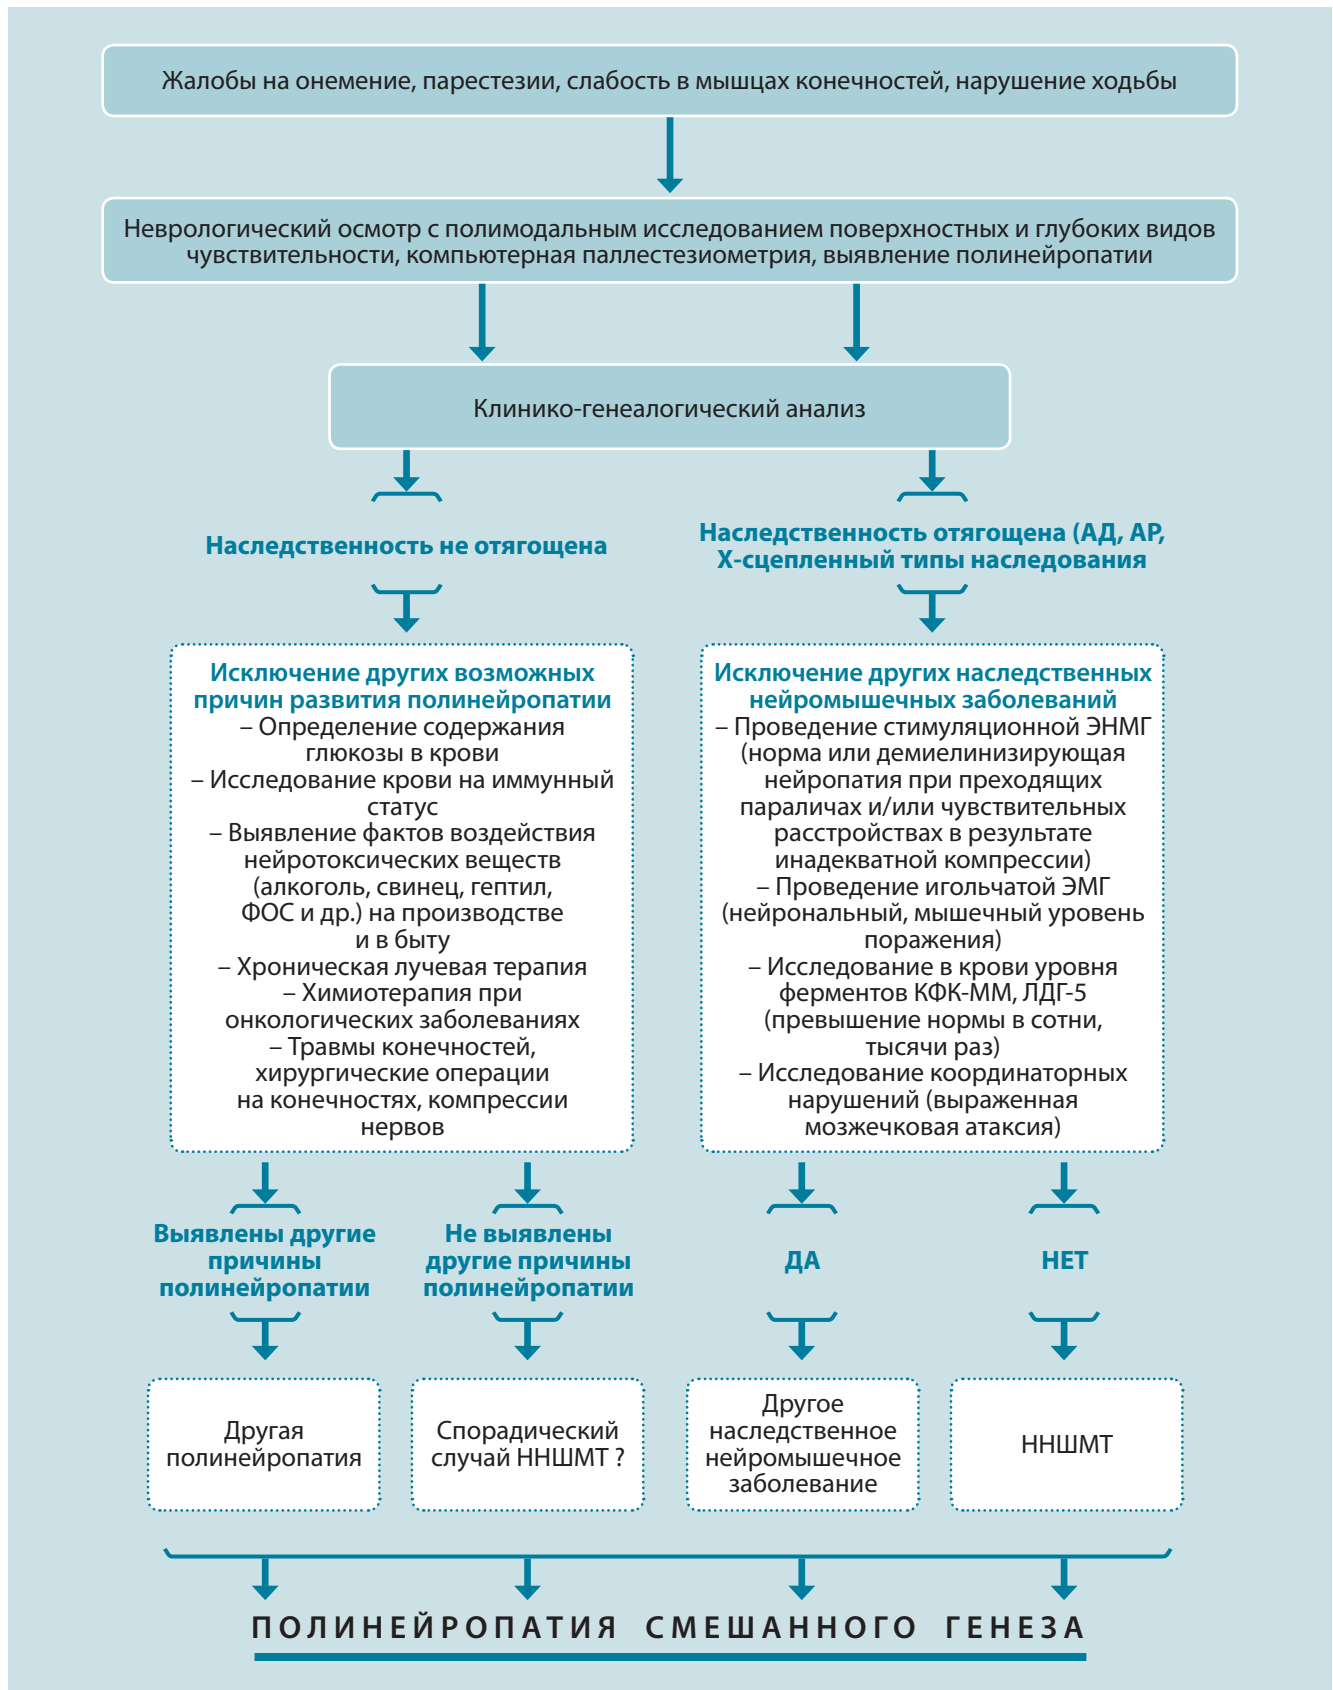 Жалобы на онемение, парестезии, слабость в мышцах конечностей, нарушение ходьбы
Неврологический осмотр с полимодальным исследованием поверхностных и глубоких видов
чувствительности, компьютерная паллестезиометрия, выявление полинейропатии
Клинико-генеалогический анализ
Наследственность не отягощена
Наследственность отягощена (АД, АР,
Х-сцепленный типы наследования
Исключение других возможных
причин развития полинейропатии
– Определение содержания
глюкозы в крови
– Исследование крови на иммунный
статус
– Выявление фактов воздействия
нейротоксических веществ
(алкоголь, свинец, гептил,
ФОС и др.) на производстве
и в быту
– Хроническая лучевая терапия
– Химиотерапия при
онкологических заболеваниях
– Травмы конечностей,
хирургические операции
на конечностях, компрессии
нервов
Исключение других наследственных
нейромышечных заболеваний
– Проведение стимуляционной ЭНМГ
(норма или демиелинизирующая
нейропатия при преходящих
параличах и/или чувствительных
расстройствах в результате
инадекватной компрессии)
– Проведение игольчатой ЭМГ
(нейрональный, мышечный уровень
поражения)
– Исследование в крови уровня
ферментов КФК-ММ, ЛДГ-5
(превышение нормы в сотни,
тысячи раз)
– Исследование координаторных
нарушений (выраженная
мозжечковая атаксия)
Выявлены другие
причины
полинейропатии
Не выявлены
другие причины
полинейропатии
ДА
НЕТ
Другая
полинейропатия
Спорадический
случай ННШМТ ?
Другое
наследственное
нейромышечное
заболевание
ННШМТ
ПОЛИНЕЙРОПАТИЯ СМЕШАННОГО ГЕНЕЗА